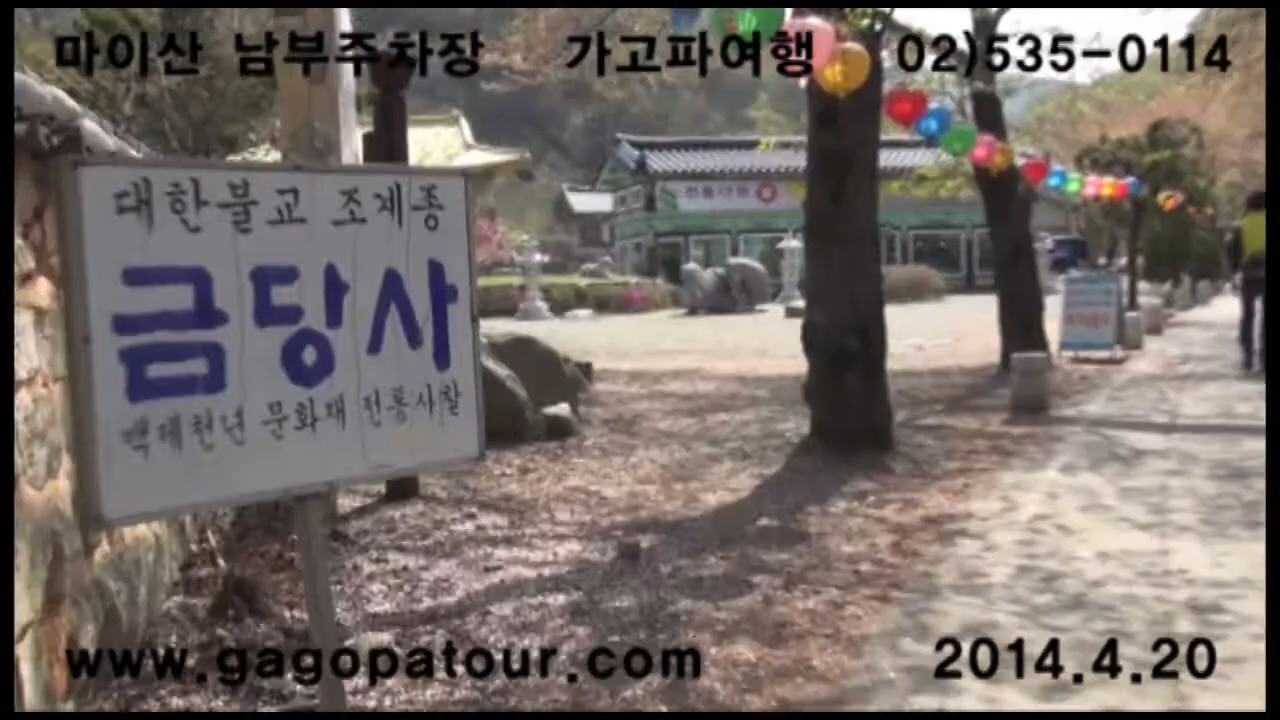 마이산 남부주차장 가고파여행 02)535-0114
대한불교 조계종
금당사
백제천년 문화재 전통사찰
www.gagopatour.com 2014.4.20